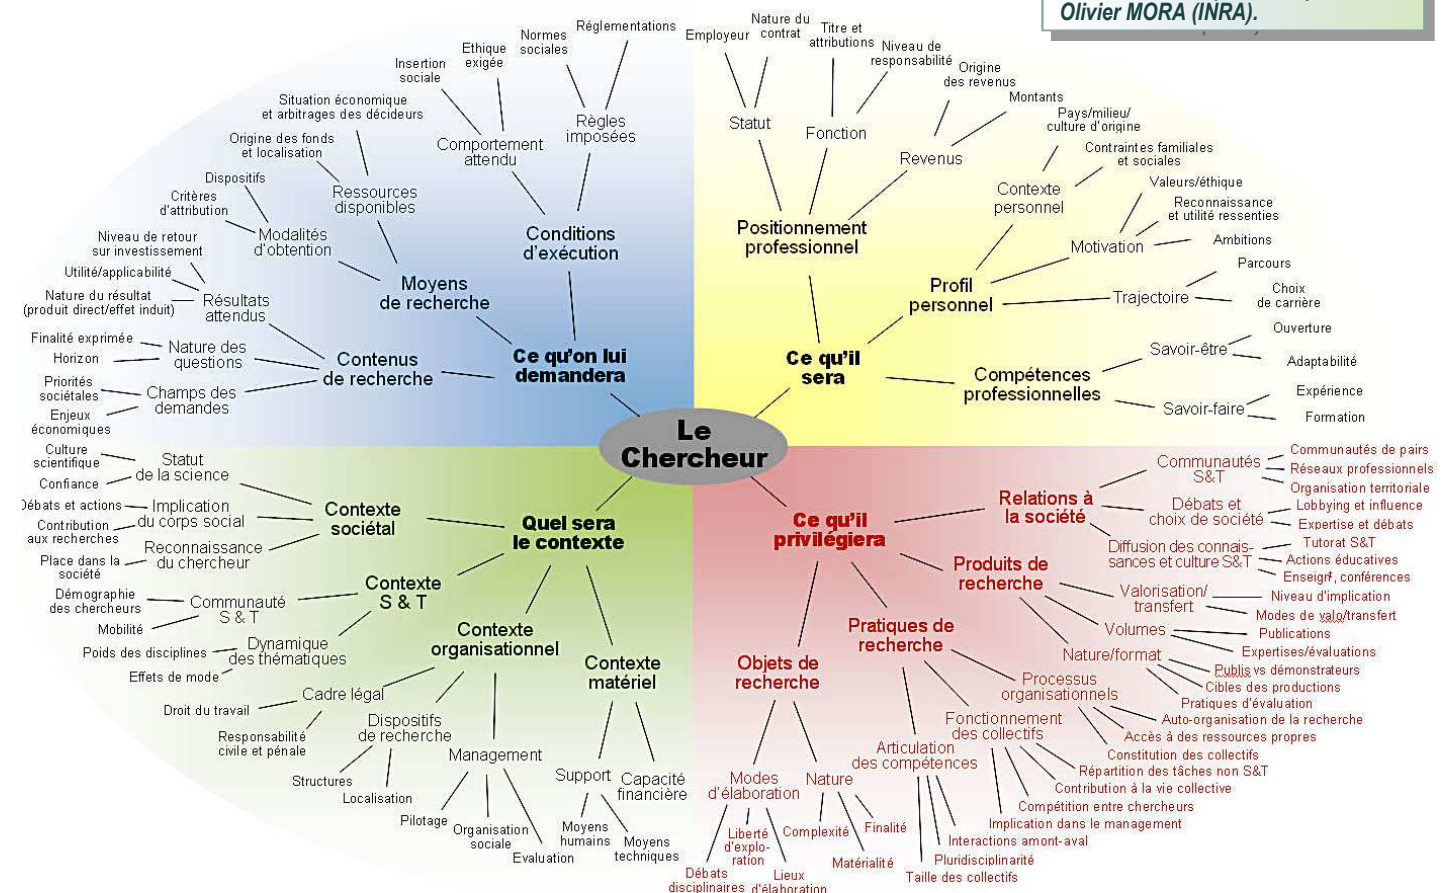 Olivier MORA (INRA).
Le
Chercheur
Ce qu'on lui
demandera
Conditions
d'exécution
Règles
imposées
Réglementations
Normes
sociales
Comportement
attendu
Ethique
exigée
Insertion
sociale
Moyens
de recherche
Ressources
disponibles
Situation économique
et arbitrages des décideurs
Origine des fonds
et localisation
Modalités
d'obtention
Dispositifs
Critères
d'attribution
Contenus
de recherche
Résultats
attendus
Niveau de retour
sur investissement
Utilité/applicabilité
Nature du résultat
(produit direct/effet induit)
Nature des
questions
Finalité exprimée
Horizon
Champs des
demandes
Priorités
sociétales
Enjeux
économiques
Ce qu'il
sera
Positionnement
professionnel
Statut
Employeur
Nature du
contrat
Fonction
Titre et
attributions
Niveau de
responsabilité
Revenus
Origine
des revenus
Montants
Profil
personnel
Contexte
personnel
Pays/milieu/
culture d'origine
Contraintes familiales
et sociales
Motivation
Valeurs/éthique
Reconnaissance
et utilité ressenties
Ambitions
Trajectoire
Parcours
Choix
de carrière
Compétences
professionnelles
Savoir-être
Ouverture
Adaptabilité
Savoir-faire
Expérience
Formation
Quel sera
le contexte
Contexte
sociétal
Statut
de la science
Culture
scientifique
Confiance
Implication
du corps social
Débats et actions
Contribution
aux recherches
Reconnaissance
du chercheur
Place dans la
société
Contexte
S & T
Communauté
S & T
Démographie
des chercheurs
Mobilité
Dynamique
des thématiques
Poids des disciplines
Effets de mode
Contexte
organisationnel
Cadre légal
Droit du travail
Responsabilité
civile et pénale
Dispositifs
de recherche
Structures
Localisation
Management
Pilotage
Organisation
sociale
Evaluation
Contexte
matériel
Support
Moyens
humains
Moyens
techniques
Capacité
financière
Ce qu'il
privilégiera
Relations à
la société
Communautés
S&T
Communautés de pairs
Réseaux professionnels
Organisation territoriale
Débats et
choix de société
Lobbying et influence
Expertise et débats
Diffusion des connais-
sances et culture S&T
Tutorat S&T
Actions éducatives
Enseigt, conférences
Produits de
recherche
Valorisation/
transfert
Niveau d'implication
Modes de valo/transfert
Volumes
Publications
Expertises/évaluations
Nature/format
Publis vs démonstrateurs
Cibles des productions
Pratiques d'évaluation
Pratiques de
recherche
Processus
organisationnels
Auto-organisation de la recherche
Accès à des ressources propres
Constitution des collectifs
Fonctionnement
des collectifs
Répartition des tâches non S&T
Contribution à la vie collective
Compétition entre chercheurs
Implication dans le management
Articulation
des compétences
Interactions amont-aval
Pluridisciplinarité
Taille des collectifs
Objets de
recherche
Modes
d'élaboration
Débats
disciplinaires
Liberté
d'explo-
ration
Lieux
d'élaboration
Nature
Complexité
Matérialité
Finalité